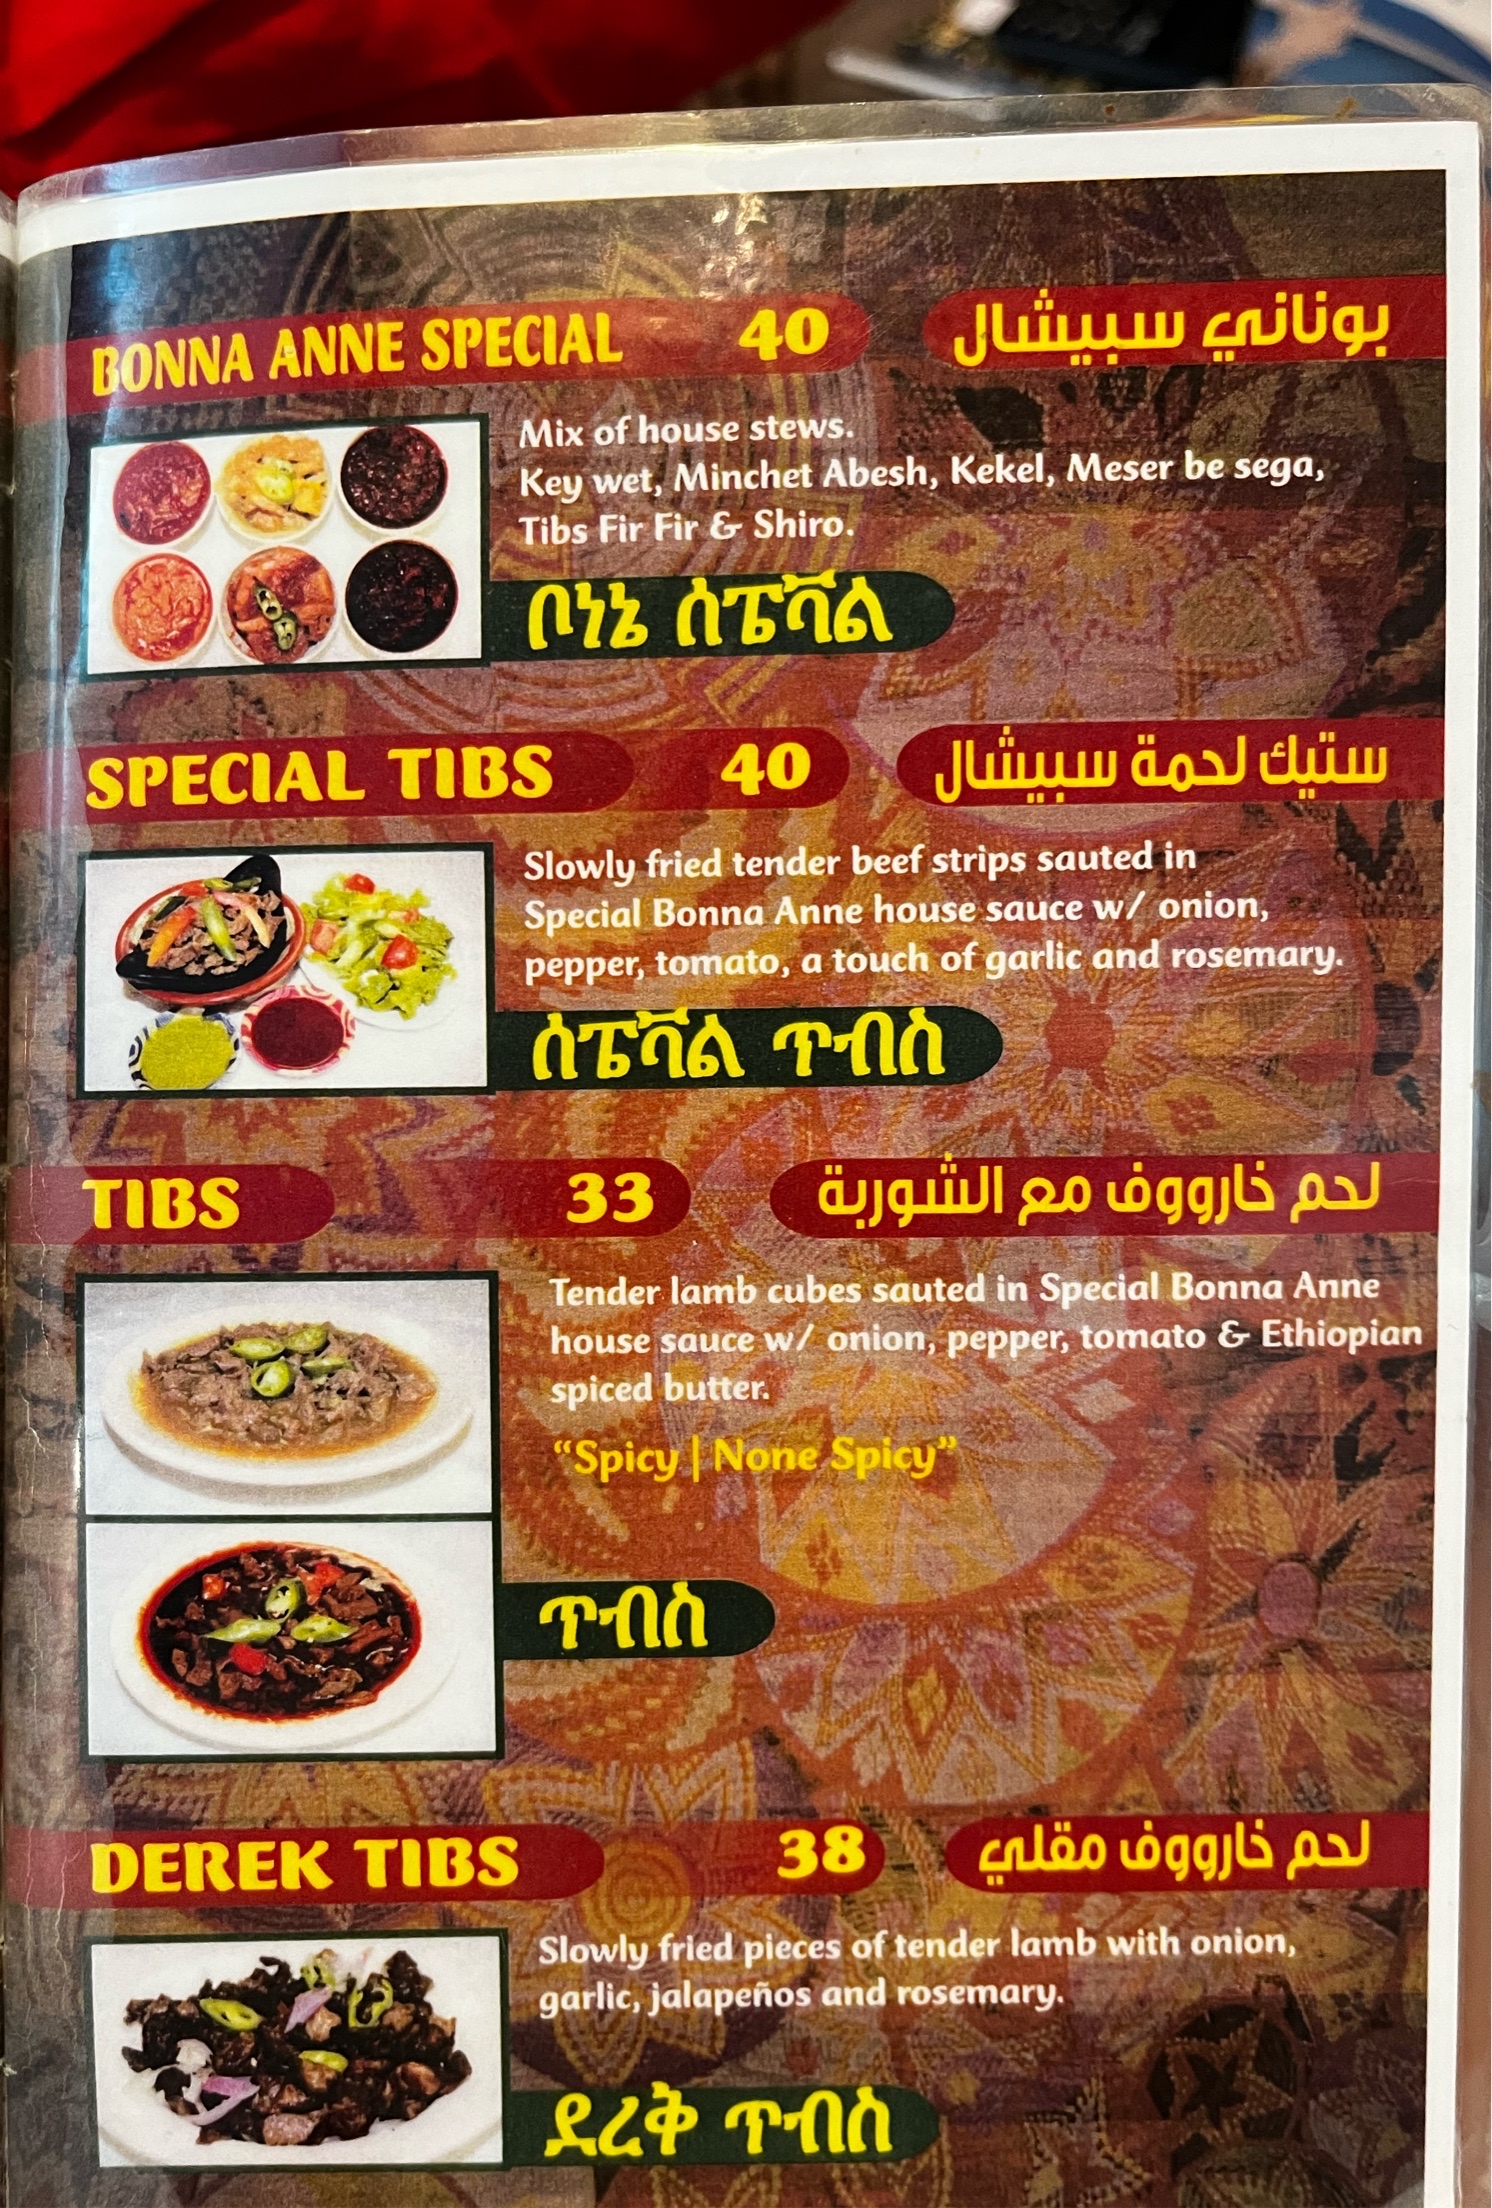 BONNA ANNE SPECIAL 40 بوناني سبيشال
Mix of house stews.
Key wet, Minchet Abesh, Kekel, Meser be sega,
Tibs Fir Fir & Shiro.
ቦነኔ ሰፔሻል
SPECIAL TIBS 40 ستيك لحمة سبيشال
Slowly fried tender beef strips sauted in
Special Bonna Anne house sauce w/ onion,
pepper, tomato, a touch of garlic and rosemary.
ሰፔሻል ጥብስ
TIBS 33 لحم خارووف مع الشوربة
Tender lamb cubes sauted in Special Bonna Anne
house sauce w/ onion, pepper, tomato & Ethiopian
spiced butter.
“Spicy | None Spicy”
ጥብስ
DEREK TIBS 38 لحم خارووف مقلي
Slowly fried pieces of tender lamb with onion,
garlic, jalapeños and rosemary.
ደረቅ ጥብስ